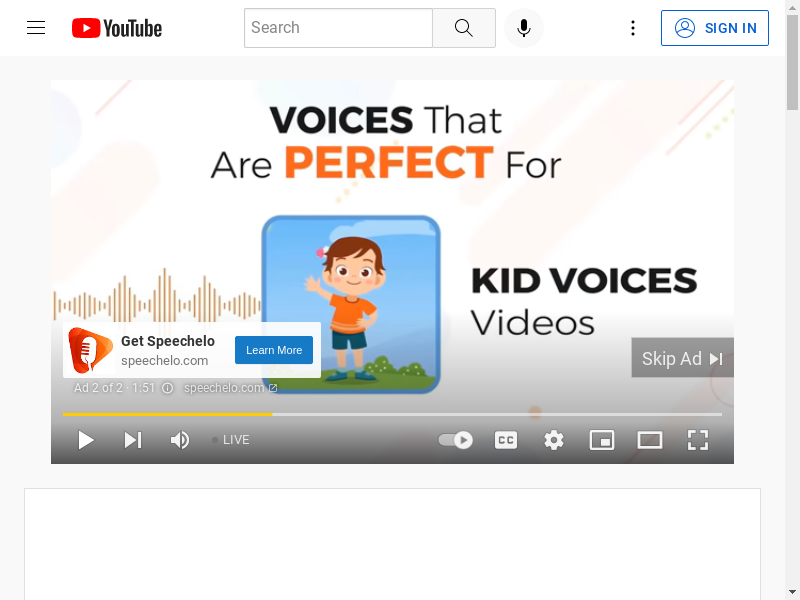 YouTube
Search
SIGN IN
VOICES That
Are PERFECT For
KID VOICES
Videos
Get Speechelo
speechelo.com
Learn More
Skip Ad
Ad 2 of 2 · 1:51
speechelo.com
LIVE
CC